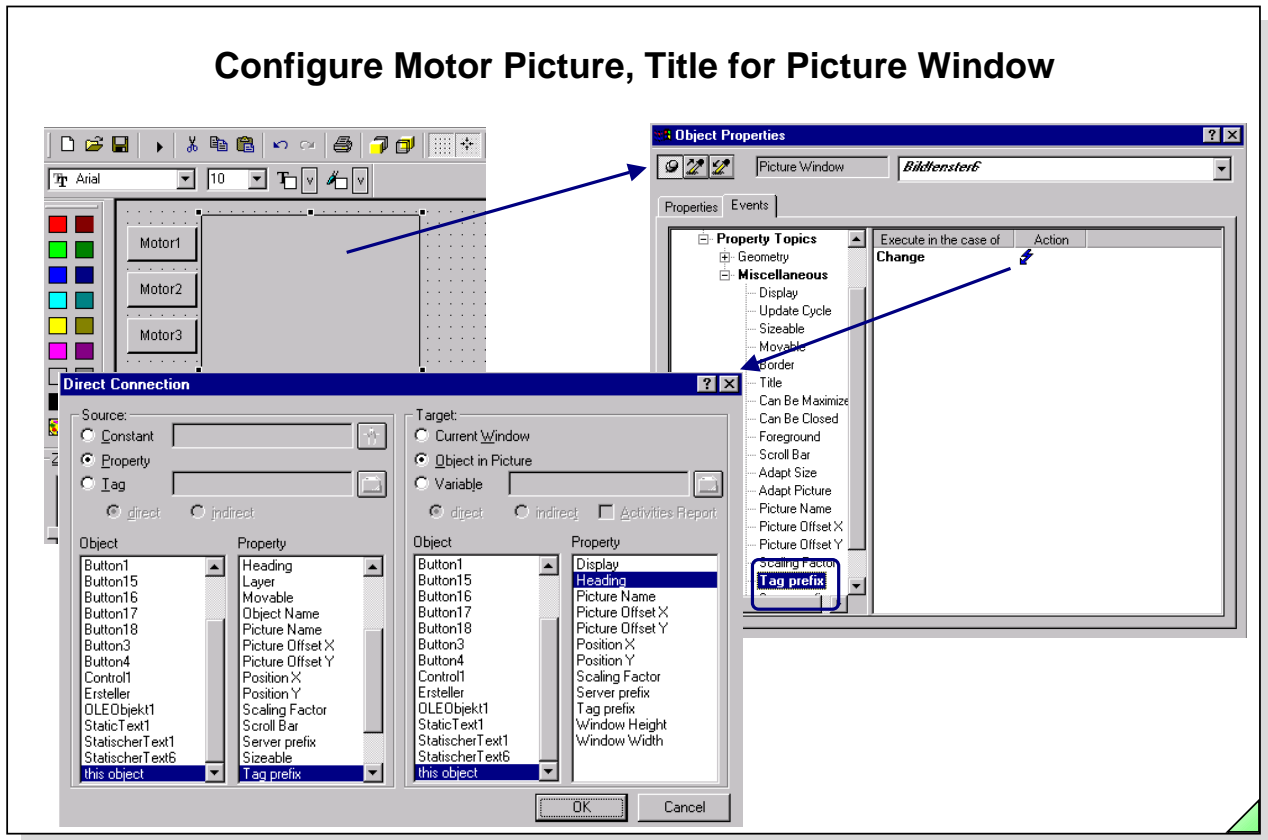 Configure Motor Picture, Title for Picture Window
Arial
10
Motor1
Motor2
Motor3
Object Properties
Picture Window
Bildfenster6
Properties
Events
Property Topics
Geometry
Miscellaneous
Display
Update Cycle
Sizeable
Movable
Border
Title
Can Be Maximize
Can Be Closed
Foreground
Scroll Bar
Adapt Size
Adapt Picture
Picture Name
Picture Offset X
Picture Offset Y
Scaling Factor
Tag prefix
Execute in the case of
Action
Change
Direct Connection
Source:
Constant
Property
Tag
direct
indirect
Object
Button1
Button15
Button16
Button17
Button18
Button3
Button4
Control1
Ersteller
OLEObjekt1
StaticText1
StatischerText1
StatischerText6
this object
Property
Heading
Layer
Movable
Object Name
Picture Name
Picture Offset X
Picture Offset Y
Position X
Position Y
Scaling Factor
Scroll Bar
Server prefix
Sizeable
Tag prefix
Target:
Current Window
Object in Picture
Variable
direct
indirect
Activities Report
Object
Button1
Button15
Button16
Button17
Button18
Button3
Button4
Control1
Ersteller
OLEObjekt1
StaticText1
StatischerText1
StatischerText6
this object
Property
Display
Heading
Picture Name
Picture Offset X
Picture Offset Y
Position X
Position Y
Scaling Factor
Server prefix
Tag prefix
Window Height
Window Width
OK
Cancel